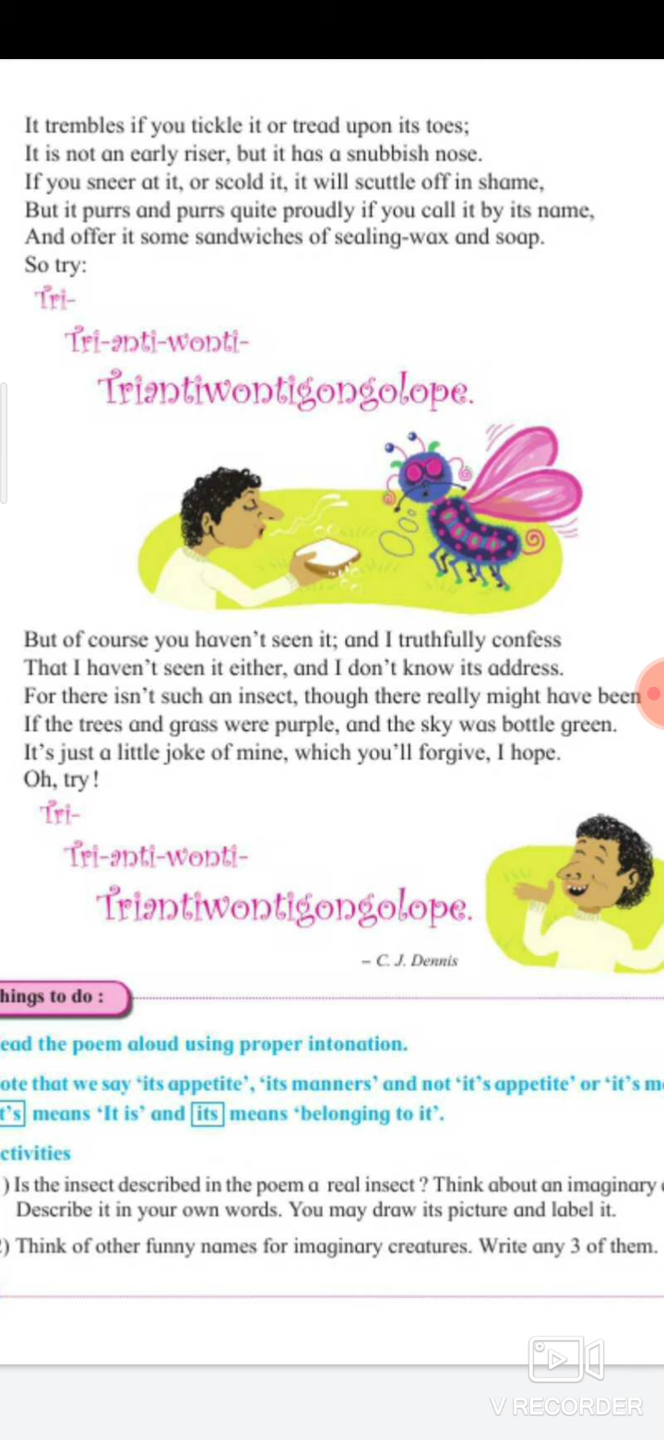 It trembles if you tickle it or tread upon its toes;
It is not an early riser, but it has a snubbish nose.
If you sneer at it, or scold it, it will scuttle off in shame,
But it purrs and purrs quite proudly if you call it by its name,
And offer it some sandwiches of sealing-wax and soap.
So try:
Tri-
Tri-anti-wonti-
Triantiwontigongolope.
But of course you haven't seen it; and I truthfully confess
That I haven't seen it either, and I don't know its address.
For there isn't such an insect, though there really might have been
If the trees and grass were purple, and the sky was bottle green.
It's just a little joke of mine, which you'll forgive, I hope.
Oh, try!
Tri-
Tri-anti-wonti-
Triantiwontigongolope.
– C. J. Dennis
hings to do :
ead the poem aloud using proper intonation.
ote that we say 'its appetite', 'its manners' and not 'it's appetite' or 'it's m
t's means 'It is' and its means 'belonging to it'.
ctivities
) Is the insect described in the poem a real insect ? Think about an imaginary
Describe it in your own words. You may draw its picture and label it.
) Think of other funny names for imaginary creatures. Write any 3 of them.
V RECORDER